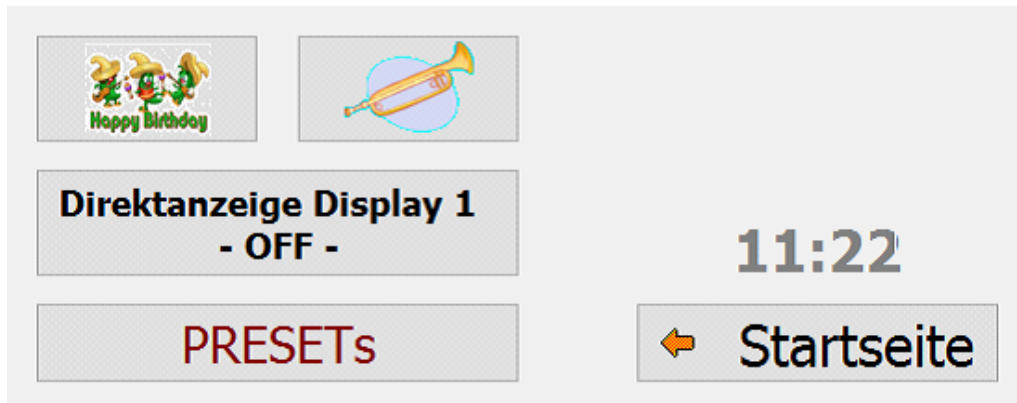 Happy Birthday
Direktanzeige Display 1
- OFF -
11:22
PRESETs
Startseite